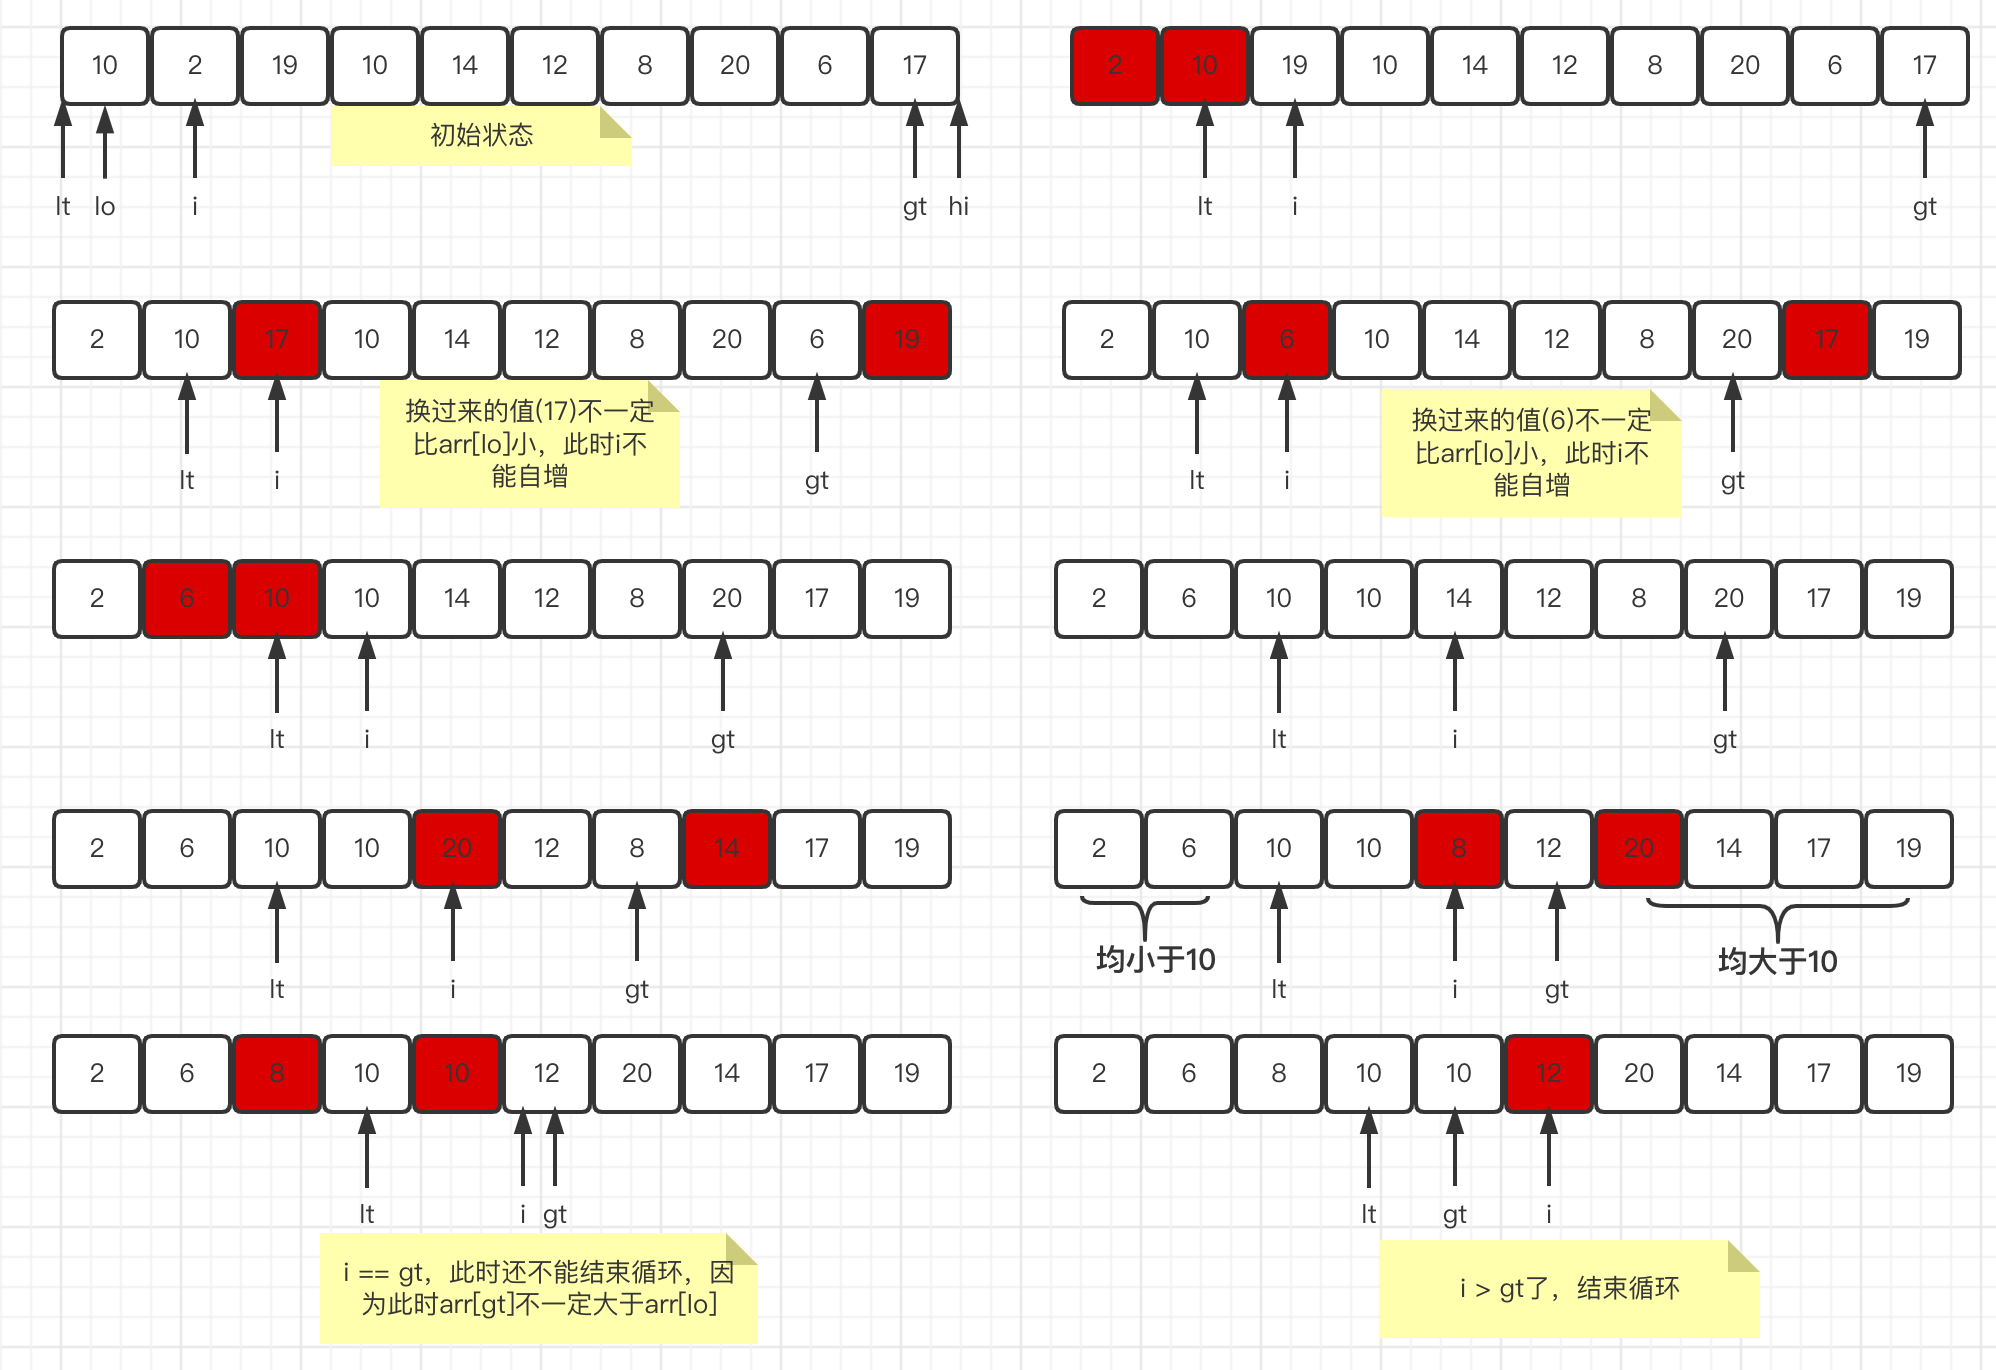 10 2 19 10 14 12 8 20 6 17
初始状态
lt lo i gt hi
2 10 19 10 14 12 8 20 6 17
lt i gt
2 10 17 10 14 12 8 20 6 19
换过来的值(17)不一定
比arr[lo]小，此时i不
能自增
lt i gt
2 10 6 10 14 12 8 20 17 19
换过来的值(6)不一定
比arr[lo]小，此时i不
能自增
lt i gt
2 6 10 10 14 12 8 20 17 19
lt i gt
2 6 10 10 14 12 8 20 17 19
lt i gt
2 6 10 10 20 12 8 14 17 19
lt i gt
2 6 10 10 8 12 20 14 17 19
均小于10
均大于10
lt i gt
2 6 8 10 10 12 20 14 17 19
lt i gt
i == gt，此时还不能结束循环，因
为此时arr[gt]不一定大于arr[lo]
2 6 8 10 10 12 20 14 17 19
lt gt i
i > gt了，结束循环